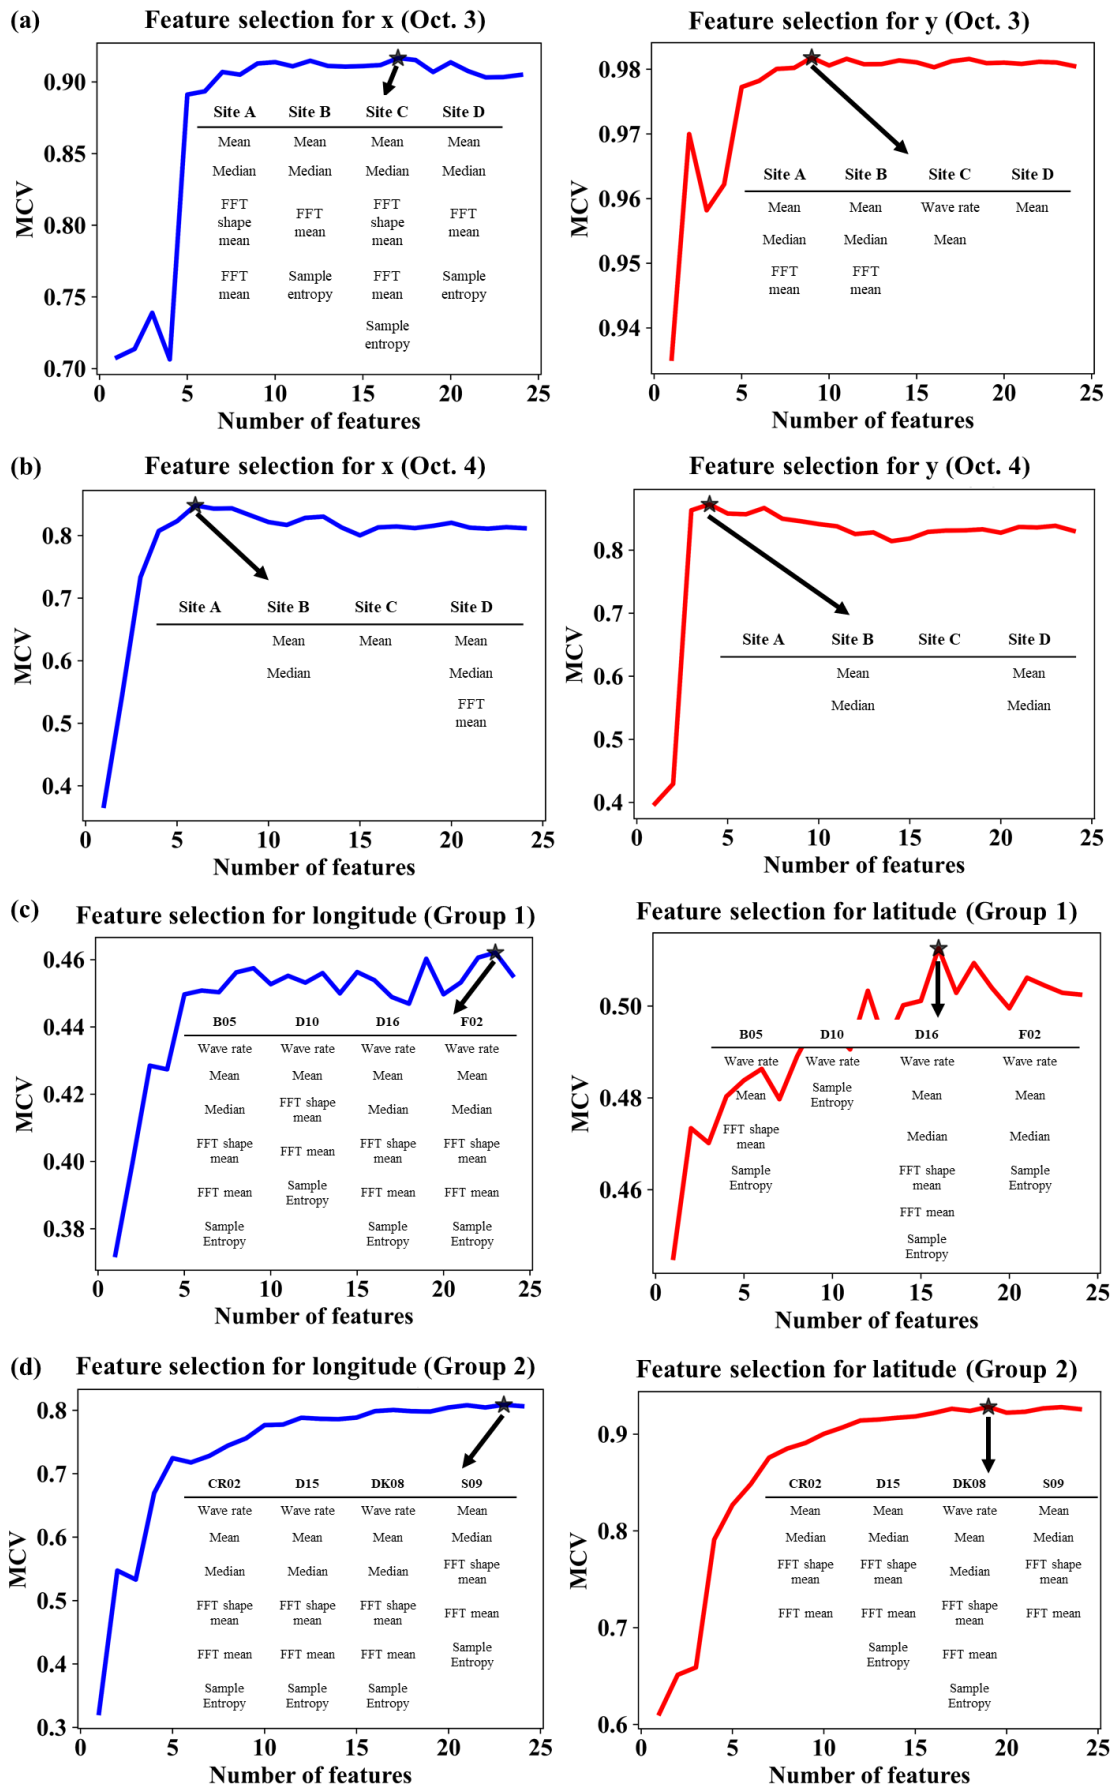 (a)
Feature selection for x (Oct. 3)
MCV
0.90
0.85
0.80
0.75
0.70
Site A Site B Site C Site D
Mean Mean Mean Mean
Median Median Median Median
FFT shape mean FFT mean FFT shape mean FFT mean
FFT mean Sample entropy FFT mean Sample entropy
Sample entropy
0 5 10 15 20 25
Number of features
Feature selection for y (Oct. 3)
MCV
0.98
0.97
0.96
0.95
0.94
Site A Site B Site C Site D
Mean Mean Wave rate Mean
Median Median Mean
FFT mean FFT mean
0 5 10 15 20 25
Number of features
(b)
Feature selection for x (Oct. 4)
MCV
0.8
0.7
0.6
0.5
0.4
Site A Site B Site C Site D
Mean Mean Mean
Median Median
FFT mean
0 5 10 15 20 25
Number of features
Feature selection for y (Oct. 4)
MCV
0.8
0.7
0.6
0.5
0.4
Site A Site B Site C Site D
Mean Mean
Median Median
0 5 10 15 20 25
Number of features
(c)
Feature selection for longitude (Group 1)
MCV
0.46
0.44
0.42
0.40
0.38
B05 D10 D16 F02
Wave rate Wave rate Wave rate Wave rate
Mean Mean Mean Mean
Median FFT shape mean Median Median
FFT shape mean FFT mean FFT shape mean FFT shape mean
FFT mean Sample Entropy FFT mean FFT mean
Sample Entropy Sample Entropy Sample Entropy
0 5 10 15 20 25
Number of features
Feature selection for latitude (Group 1)
MCV
0.50
0.48
0.46
B05 D10 D16 F02
Wave rate Wave rate Wave rate Wave rate
Mean Sample Entropy Mean Mean
FFT shape mean Median Median
Sample Entropy FFT shape mean Sample Entropy
FFT mean
Sample Entropy
0 5 10 15 20 25
Number of features
(d)
Feature selection for longitude (Group 2)
MCV
0.8
0.7
0.6
0.5
0.4
0.3
CR02 D15 DK08 S09
Wave rate Wave rate Wave rate Mean
Mean Mean Mean Median
Median Median Median FFT shape mean
FFT shape mean FFT shape mean FFT shape mean FFT mean
FFT mean FFT mean FFT mean Sample Entropy
Sample Entropy Sample Entropy Sample Entropy
0 5 10 15 20 25
Number of features
Feature selection for latitude (Group 2)
MCV
0.9
0.8
0.7
0.6
CR02 D15 DK08 S09
Mean Mean Wave rate Mean
Median Median Mean Median
FFT shape mean FFT shape mean Median FFT shape mean
FFT mean FFT mean FFT shape mean FFT mean
Sample Entropy FFT mean
Sample Entropy
0 5 10 15 20 25
Number of features